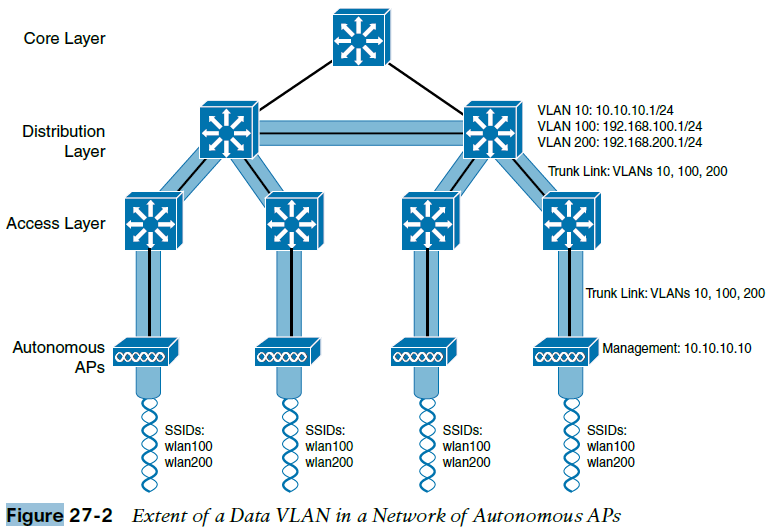 Core Layer
VLAN 10: 10.10.10.1/24
VLAN 100: 192.168.100.1/24
VLAN 200: 192.168.200.1/24
Distribution
Layer
Trunk Link: VLANs 10, 100, 200
Access Layer
Trunk Link: VLANs 10, 100, 200
Autonomous
APs
Management: 10.10.10.10
SSIDs:
wlan100
wlan200
SSIDs:
wlan100
wlan200
SSIDs:
wlan100
wlan200
SSIDs:
wlan100
wlan200
Figure 27-2 Extent of a Data VLAN in a Network of Autonomous APs